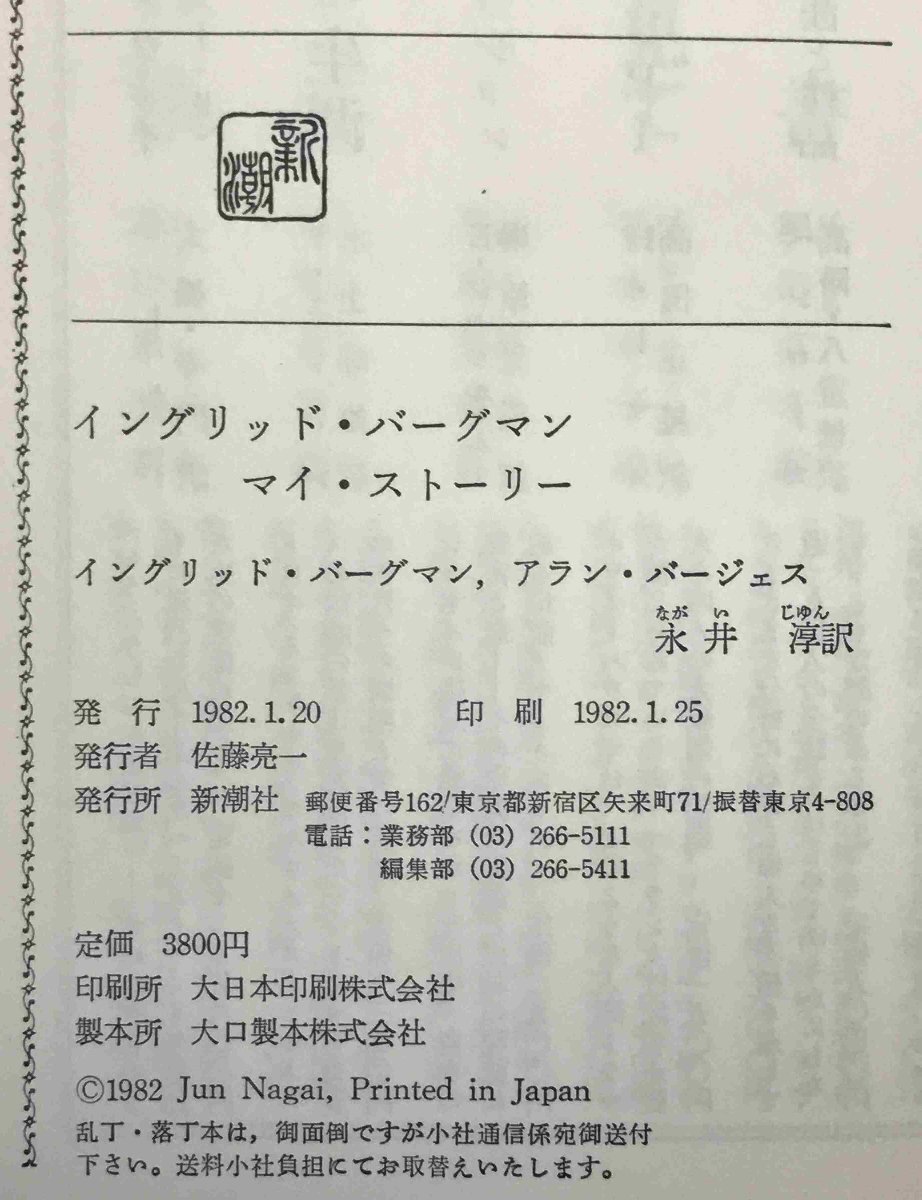 新潮
イングリッド・バーグマン
マイ・ストーリー
イングリッド・バーグマン, アラン・バージェス
ながい じゆん
永井 淳訳
発行 1982.1.20 印刷 1982.1.25
発行者 佐藤亮一
発行所 新潮社 郵便番号162/東京都新宿区矢来町71/振替東京4-808
電話：業務部 (03) 266-5111
編集部 (03) 266-5411
定価 3800円
印刷所 大日本印刷株式会社
製本所 大口製本株式会社
©1982 Jun Nagai, Printed in Japan
乱丁・落丁本は，御面倒ですが小社通信係宛御送付
下さい。送料小社負担にてお取替えいたします。